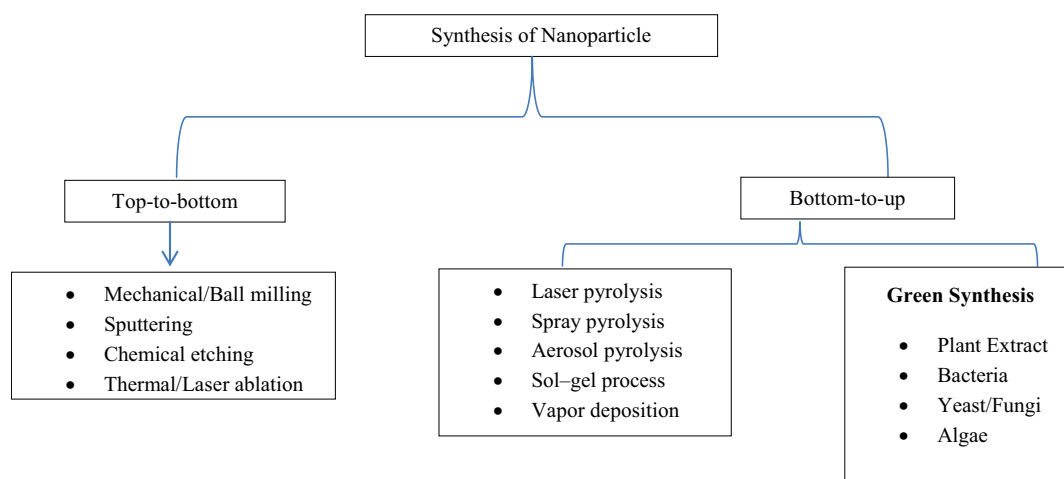 Synthesis of Nanoparticle
Top-to-bottom
Bottom-to-up
• Mechanical/Ball milling
• Sputtering
• Chemical etching
• Thermal/Laser ablation
• Laser pyrolysis
• Spray pyrolysis
• Aerosol pyrolysis
• Sol–gel process
• Vapor deposition
Green Synthesis
• Plant Extract
• Bacteria
• Yeast/Fungi
• Algae